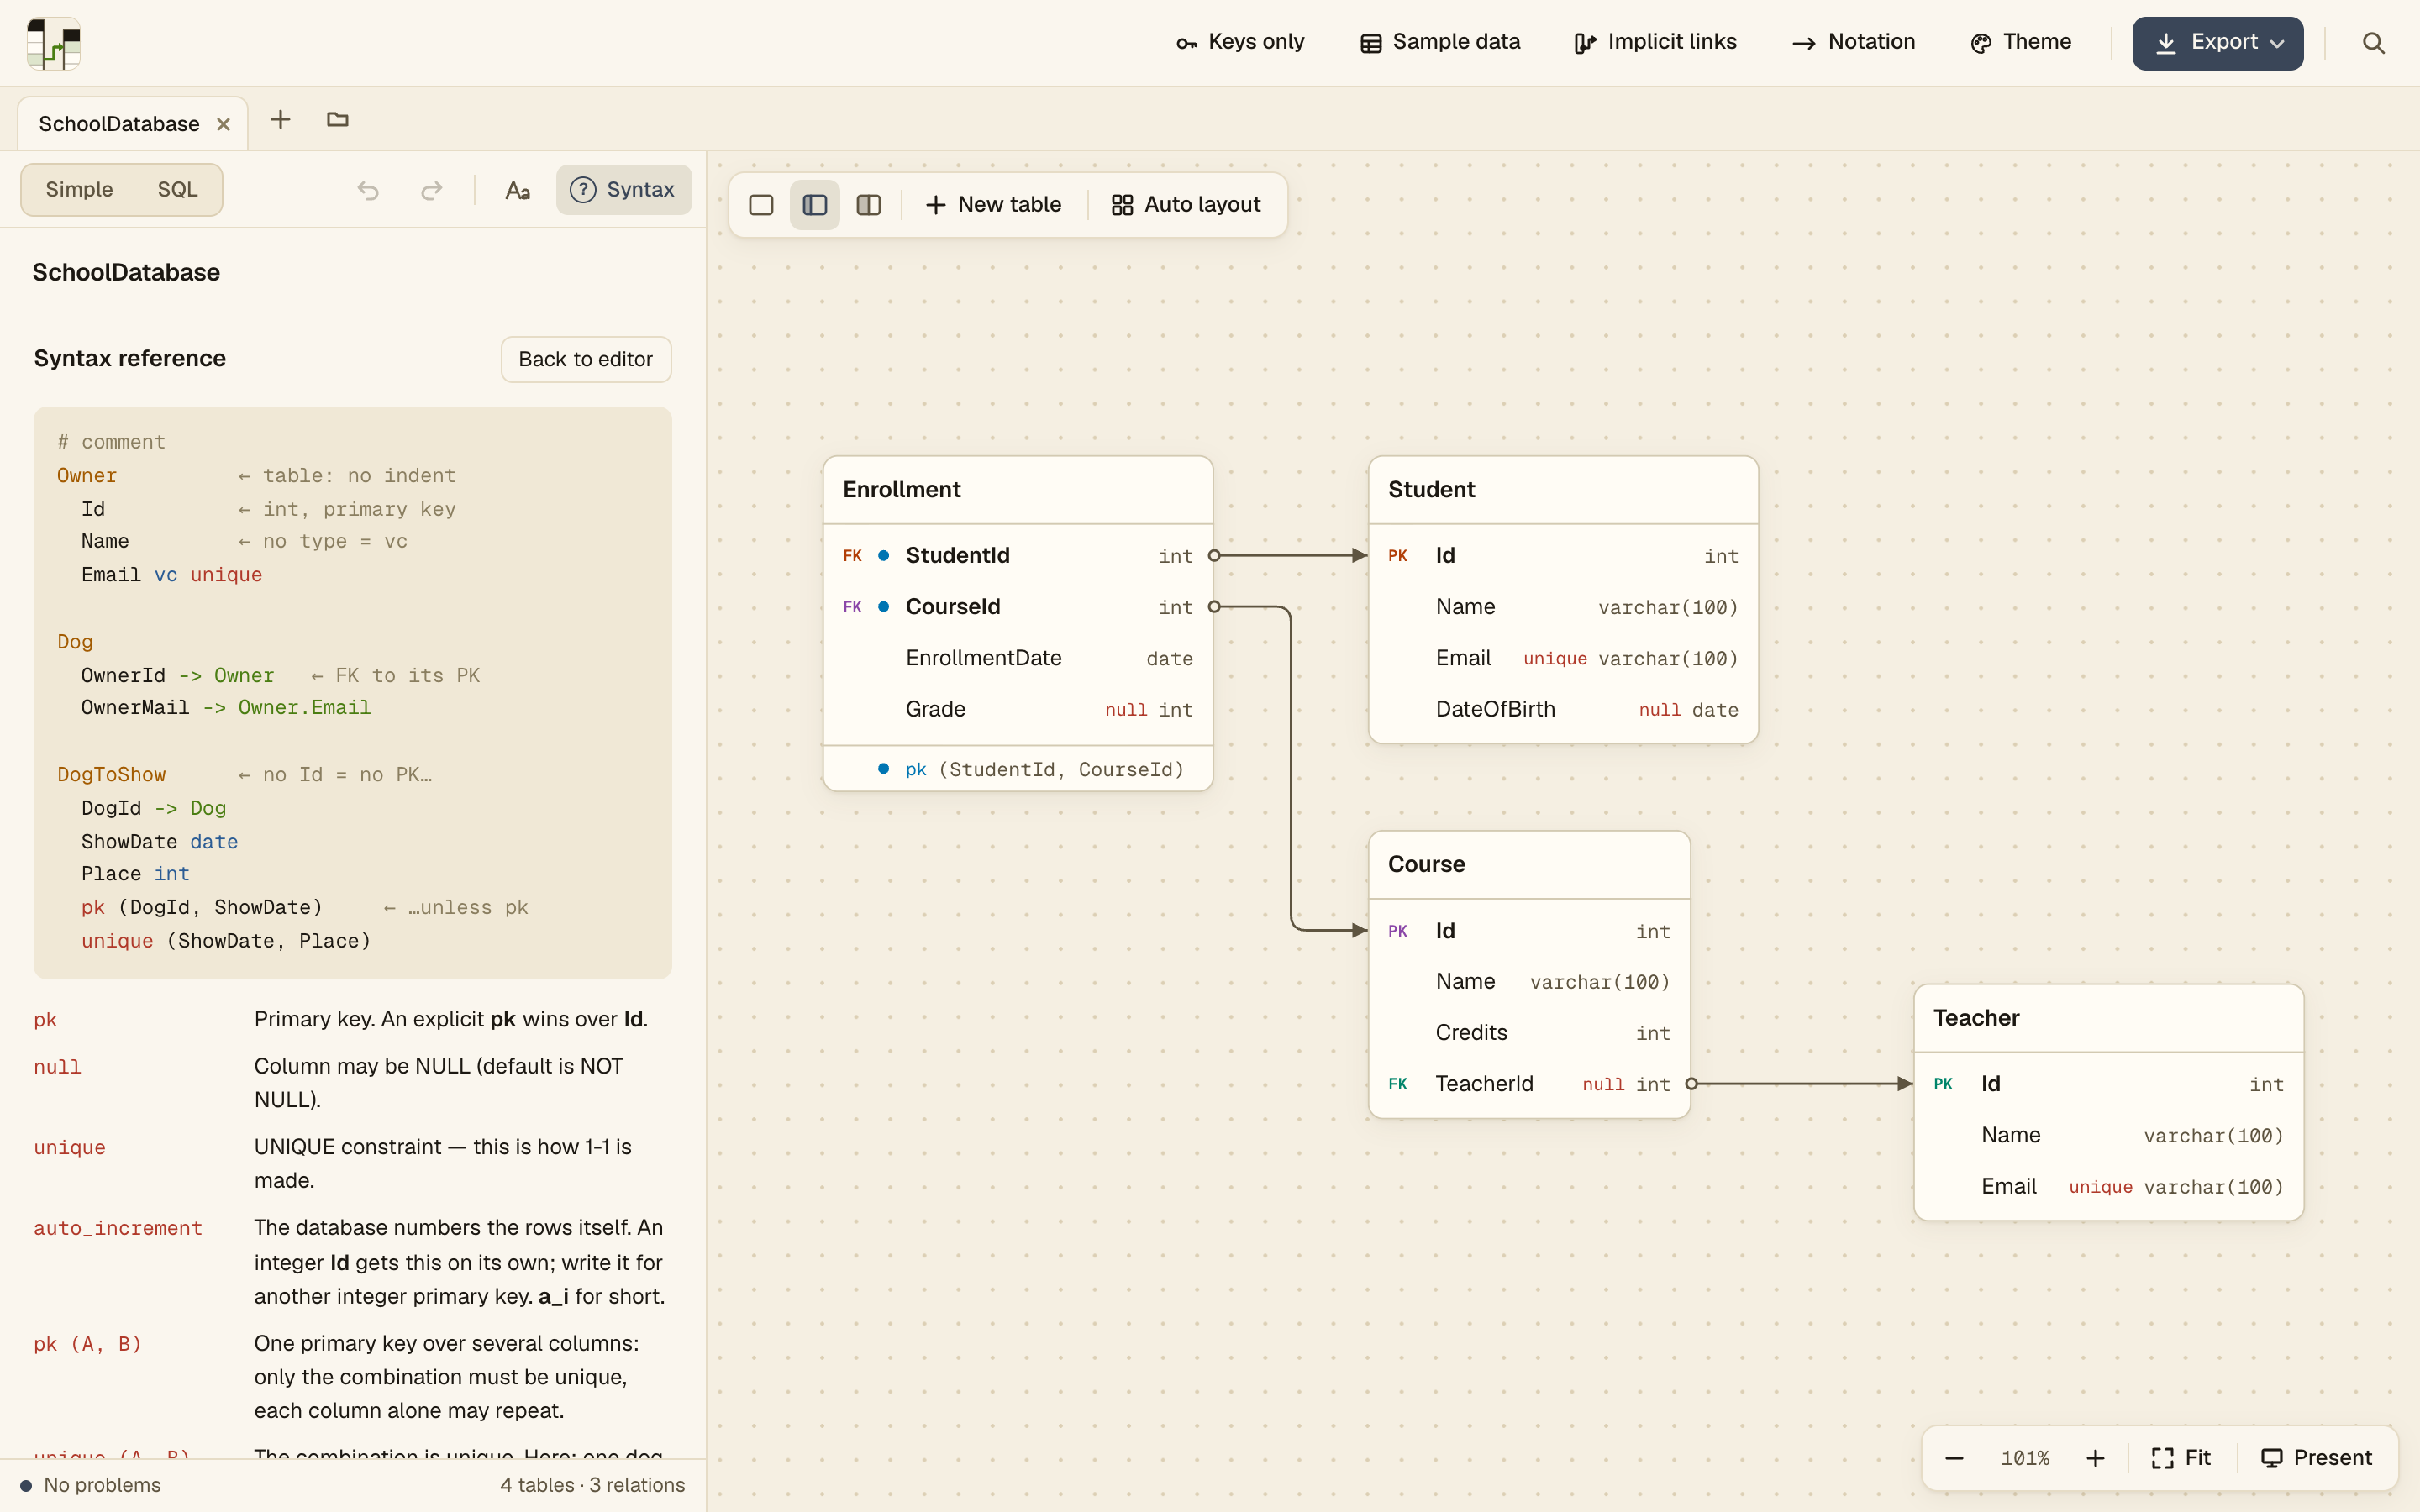 Keys only
Sample data
Implicit links
Notation
Theme
Export
SchoolDatabase
Simple
SQL
Aa
? Syntax
SchoolDatabase
Syntax reference
Back to editor
# comment
Owner ← table: no indent
Id ← int, primary key
Name ← no type = vc
Email vc unique
Dog
OwnerId -> Owner ← FK to its PK
OwnerMail -> Owner.Email
DogToShow ← no Id = no PK…
DogId -> Dog
ShowDate date
Place int
pk (DogId, ShowDate) ← …unless pk
unique (ShowDate, Place)
pk Primary key. An explicit pk wins over Id.
null Column may be NULL (default is NOT
NULL).
unique UNIQUE constraint — this is how 1-1 is
made.
auto_increment The database numbers the rows itself. An
integer Id gets this on its own; write it for
another integer primary key. a_i for short.
pk (A, B) One primary key over several columns:
only the combination must be unique,
each column alone may repeat.
unique (A, B) The combination is unique. Here: one dog
No problems
4 tables · 3 relations
New table
Auto layout
Enrollment
FK StudentId int
FK CourseId int
EnrollmentDate date
Grade null int
pk (StudentId, CourseId)
Student
PK Id int
Name varchar(100)
Email unique varchar(100)
DateOfBirth null date
Course
PK Id int
Name varchar(100)
Credits int
FK TeacherId null int
Teacher
PK Id int
Name varchar(100)
Email unique varchar(100)
101%
Fit
Present